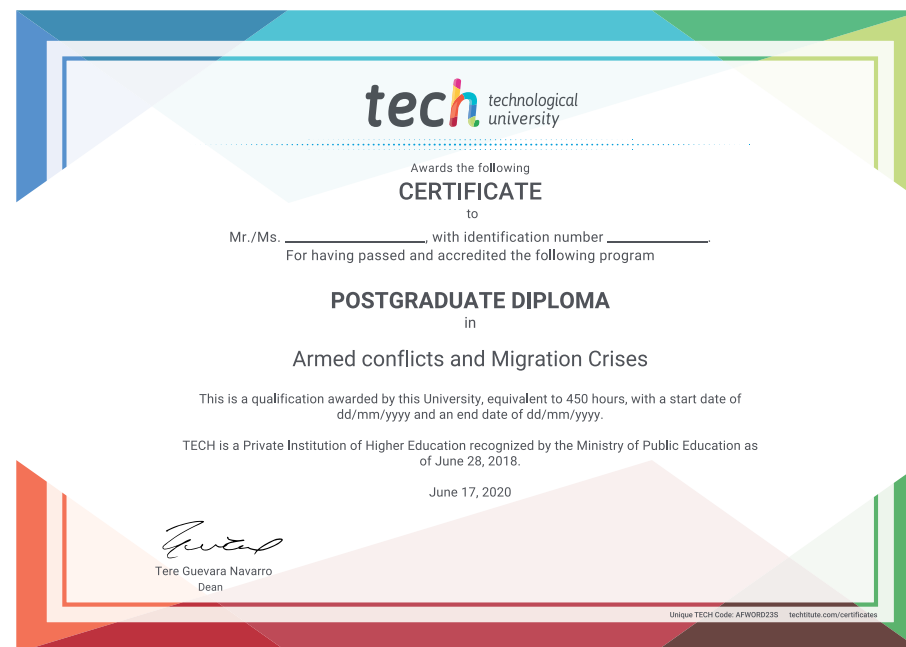 tech technological
university
Awards the following
CERTIFICATE
to
Mr./Ms. ____________________, with identification number ______________.
For having passed and accredited the following program
POSTGRADUATE DIPLOMA
in
Armed conflicts and Migration Crises
This is a qualification awarded by this University, equivalent to 450 hours, with a start date of
dd/mm/yyyy and an end date of dd/mm/yyyy.
TECH is a Private Institution of Higher Education recognized by the Ministry of Public Education as
of June 28, 2018.
June 17, 2020
Tere Guevara Navarro
Dean
Unique TECH Code: AFWORD23S techtitute.com/certificates